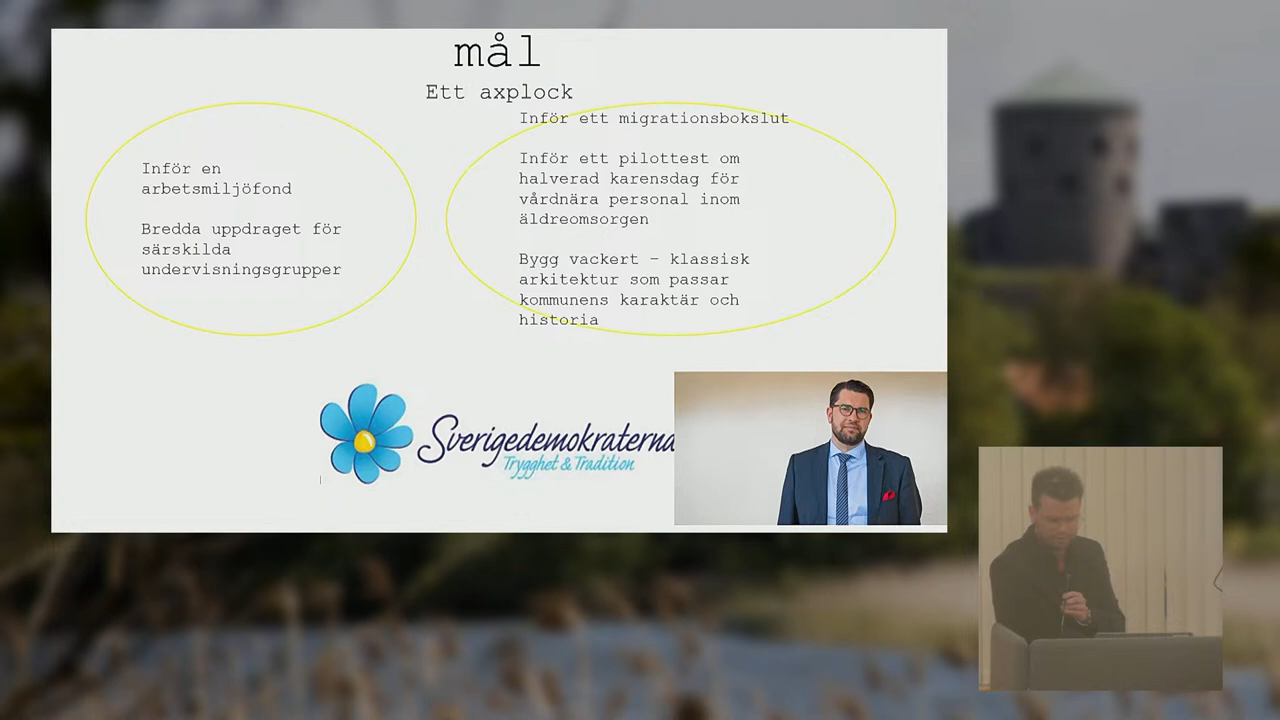 mål
Ett axplock
Inför en
arbetsmiljöfond
Bredda uppdraget för
särskilda
undervisningsgrupper
Inför ett migrationsbokslut
Inför ett pilottest om
halverad karensdag för
vårdnära personal inom
äldreomsorgen
Bygg vackert – klassisk
arkitektur som passar
kommunens karaktär och
historia
Sverigedemokraterna
Trygghet & Tradition